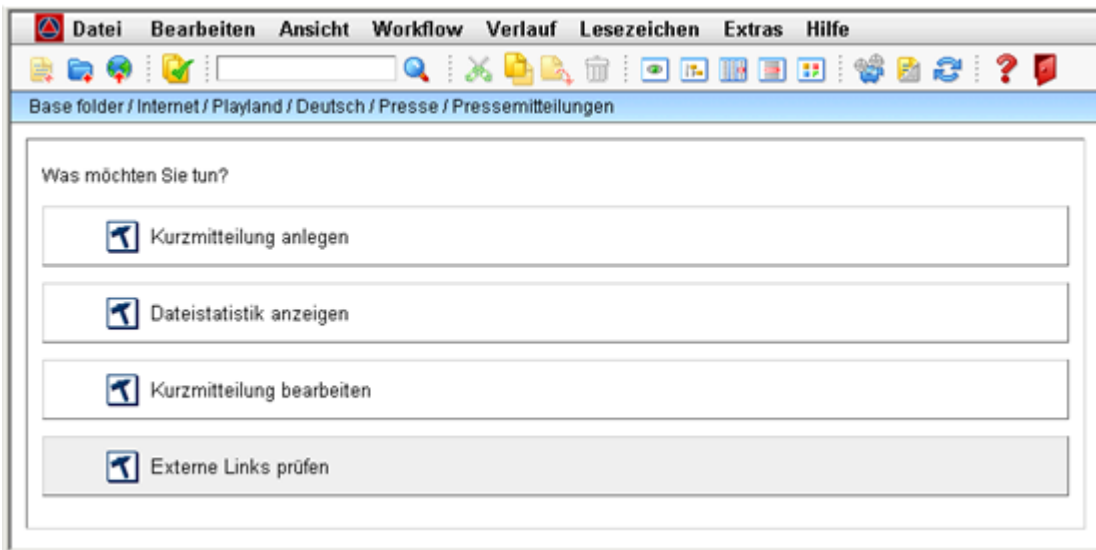 Datei Bearbeiten Ansicht Workflow Verlauf Lesezeichen Extras Hilfe
Base folder / Internet / Playland / Deutsch / Presse / Pressemitteilungen
Was möchten Sie tun?
Kurzmitteilung anlegen
Dateistatistik anzeigen
Kurzmitteilung bearbeiten
Externe Links prüfen